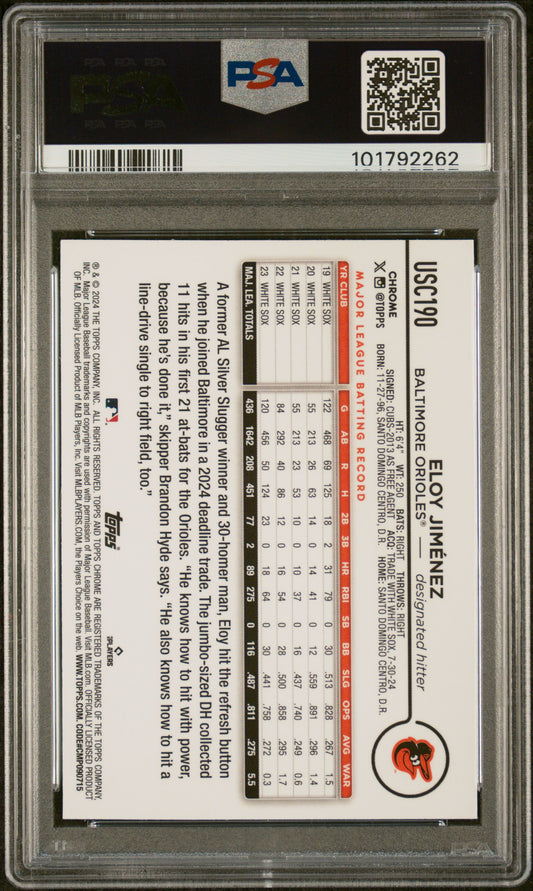 PSA PSA PSA
PSA
PSA PSA PSA
PSA
101792262
USC190
ELOY JIMÉNEZ
BALTIMORE ORIOLES® — designated hitter
CHROME
@TOPPS
HT: 6'4" WT: 250 BATS: RIGHT THROWS: RIGHT
SIGNED: CUBS-2013 AS FREE AGENT ACQ: TRADE WITH WHITE SOX, 7-30-24
BORN: 11-27-96, SANTO DOMINGO CENTRO, D.R. HOME: SANTO DOMINGO CENTRO, D.R.
MAJOR LEAGUE BATTING RECORD
YR CLUB G AB R H 2B 3B HR RBI SB BB SLG OPS AVG WAR
19 WHITE SOX 122 468 69 125 18 2 31 79 0 30 .513 .828 .267 1.5
20 WHITE SOX 55 213 26 63 14 0 14 41 0 12 .559 .891 .296 1.4
21 WHITE SOX 55 213 23 53 10 0 10 37 0 16 .437 .740 .249 0.6
22 WHITE SOX 84 292 40 86 12 0 16 54 0 28 .500 .858 .295 1.7
23 WHITE SOX 120 456 50 124 23 0 18 64 0 30 .441 .758 .272 0.3
MAJ. LEA. TOTALS 436 1642 208 451 77 2 89 275 0 116 .487 .811 .275 5.5
A former AL Silver Slugger winner and 30-homer man, Eloy hit the refresh button
when he joined Baltimore in a 2024 deadline trade. The jumbo-sized DH collected
11 hits in his first 21 at-bats for the Orioles. "He knows how to hit with power,
because he's done it," skipper Brandon Hyde says. "He also knows how to hit a
line-drive single to right field, too."
topps®
PLAYERS
® & © 2024 THE TOPPS COMPANY, INC. ALL RIGHTS RESERVED. TOPPS AND TOPPS CHROME ARE REGISTERED TRADEMARKS OF THE TOPPS COMPANY,
INC. Major League Baseball trademarks and copyrights are used with permission of Major League Baseball. Visit MLB.com. OFFICIALLY LICENSED PRODUCT
OF MLB. Officially Licensed Product of MLB Players, Inc. Visit MLBPLAYERS.COM, the Players Choice on the web. WWW.TOPPS.COM. CODE#CMP090715